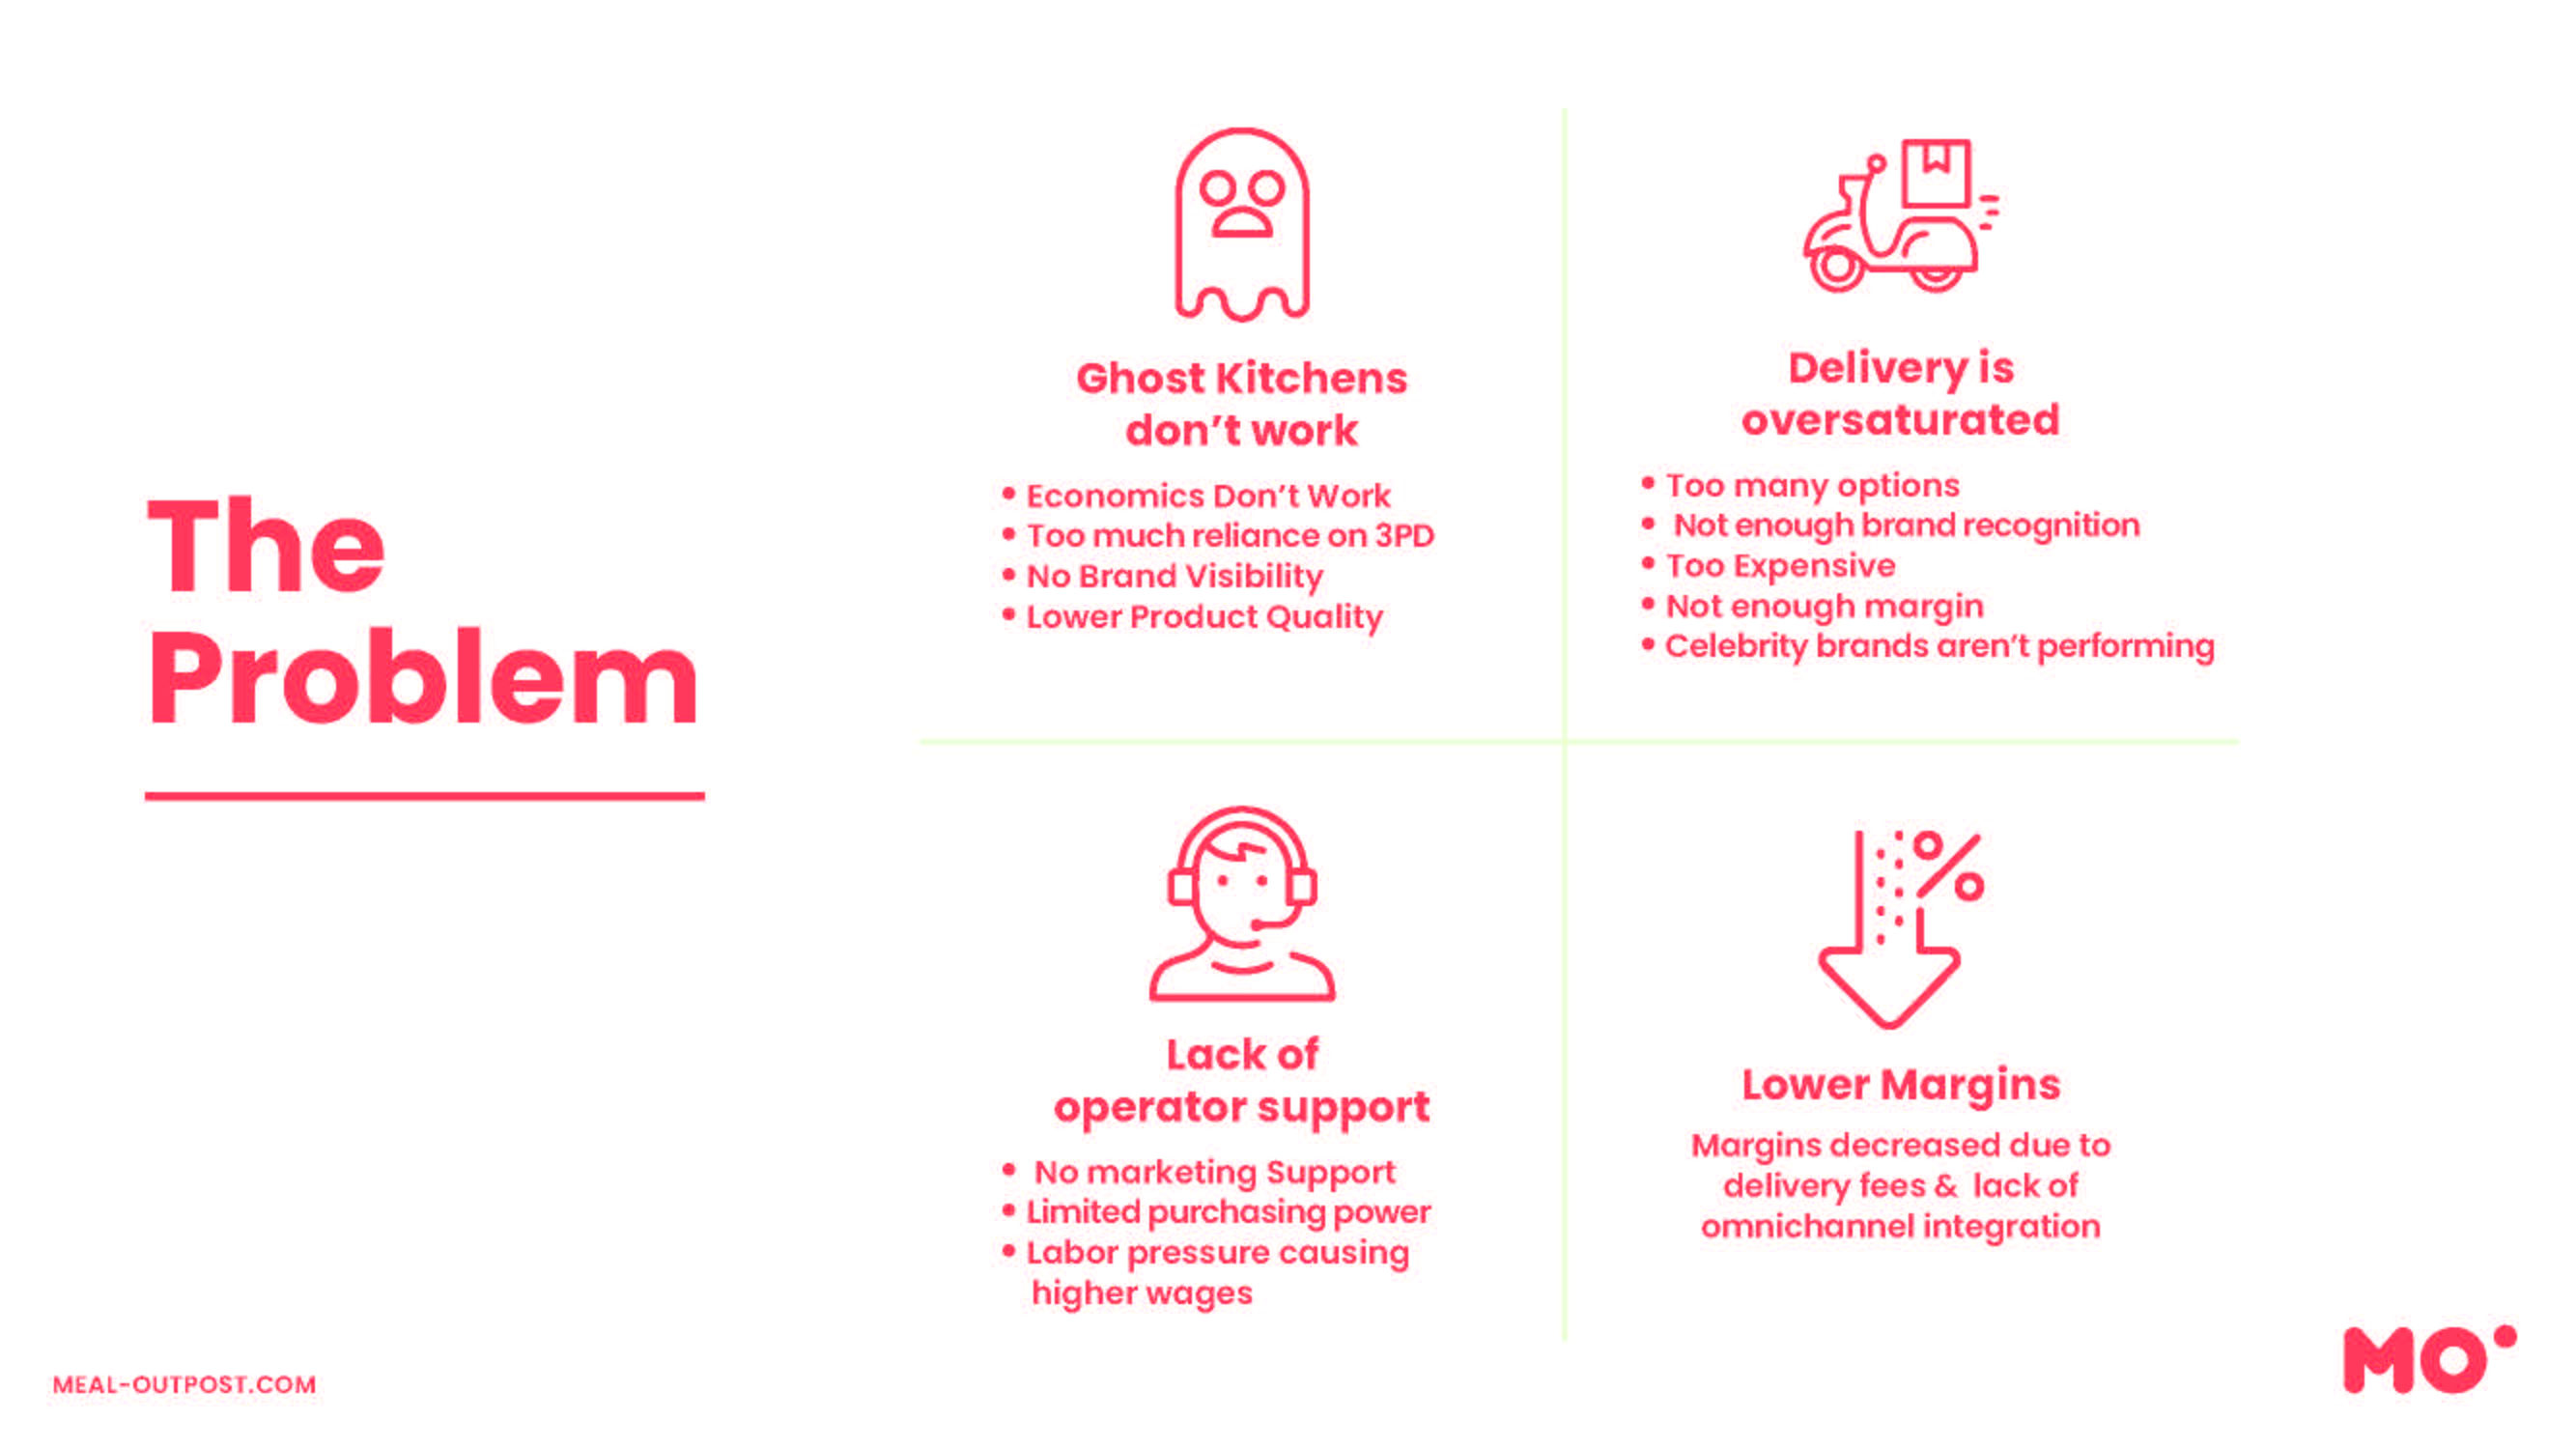 The
Problem
Ghost Kitchens
don’t work
• Economics Don’t Work
• Too much reliance on 3PD
• No Brand Visibility
• Lower Product Quality
Delivery is
oversaturated
• Too many options
• Not enough brand recognition
• Too Expensive
• Not enough margin
• Celebrity brands aren’t performing
Lack of
operator support
• No marketing Support
• Limited purchasing power
• Labor pressure causing
higher wages
%
Lower Margins
Margins decreased due to
delivery fees & lack of
omnichannel integration
MEAL-OUTPOST.COM
MO